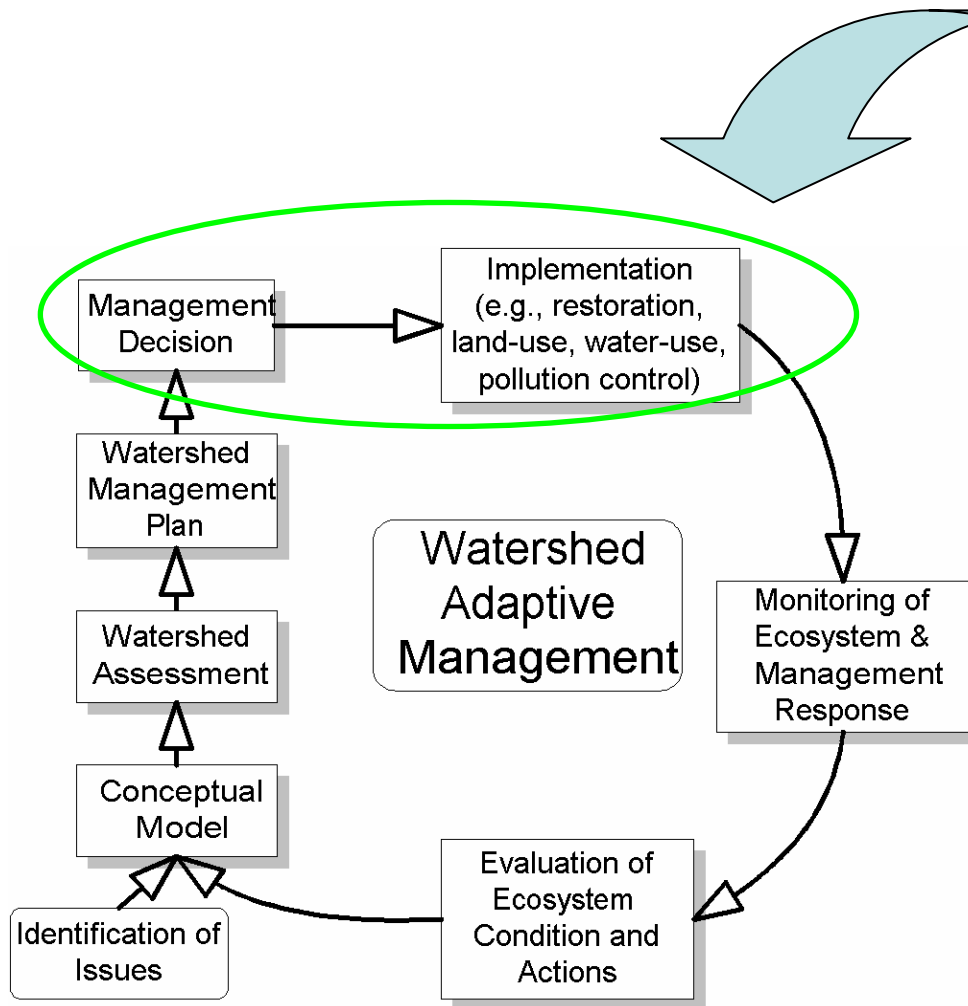 Management
Decision
Implementation
(e.g., restoration,
land-use, water-use,
pollution control)
Watershed
Management
Plan
Watershed
Adaptive
Management
Monitoring of
Ecosystem &
Management
Response
Watershed
Assessment
Conceptual
Model
Evaluation of
Ecosystem
Condition and
Actions
Identification of
Issues